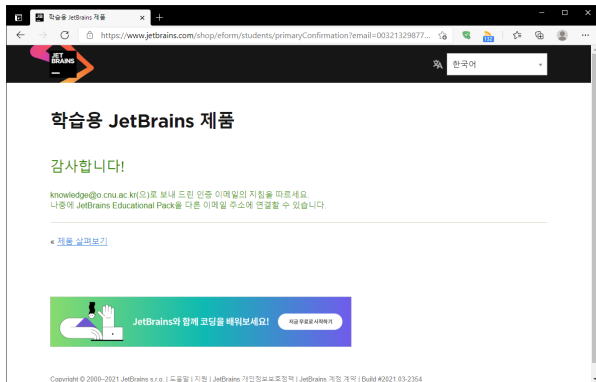 학습용 JetBrains 제품
https://www.jetbrains.com/shop/eform/students/primaryConfirmation?email=00321329877...
132
JET
BRAINS
한국어
학습용 JetBrains 제품
감사합니다!
knowledge@o.cnu.ac.kr(으)로 보내 드린 인증 이메일의 지침을 따르세요.
나중에 JetBrains Educational Pack을 다른 이메일 주소에 연결할 수 있습니다.
« 제품 살펴보기
JetBrains와 함께 코딩을 배워보세요! 지금 무료로 시작하기
Copyright © 2000–2021 JetBrains s.r.o. | 도움말 | 지원 | JetBrains 개인정보보호정책 | JetBrains 계정 계약 | Build #2021.03-2354